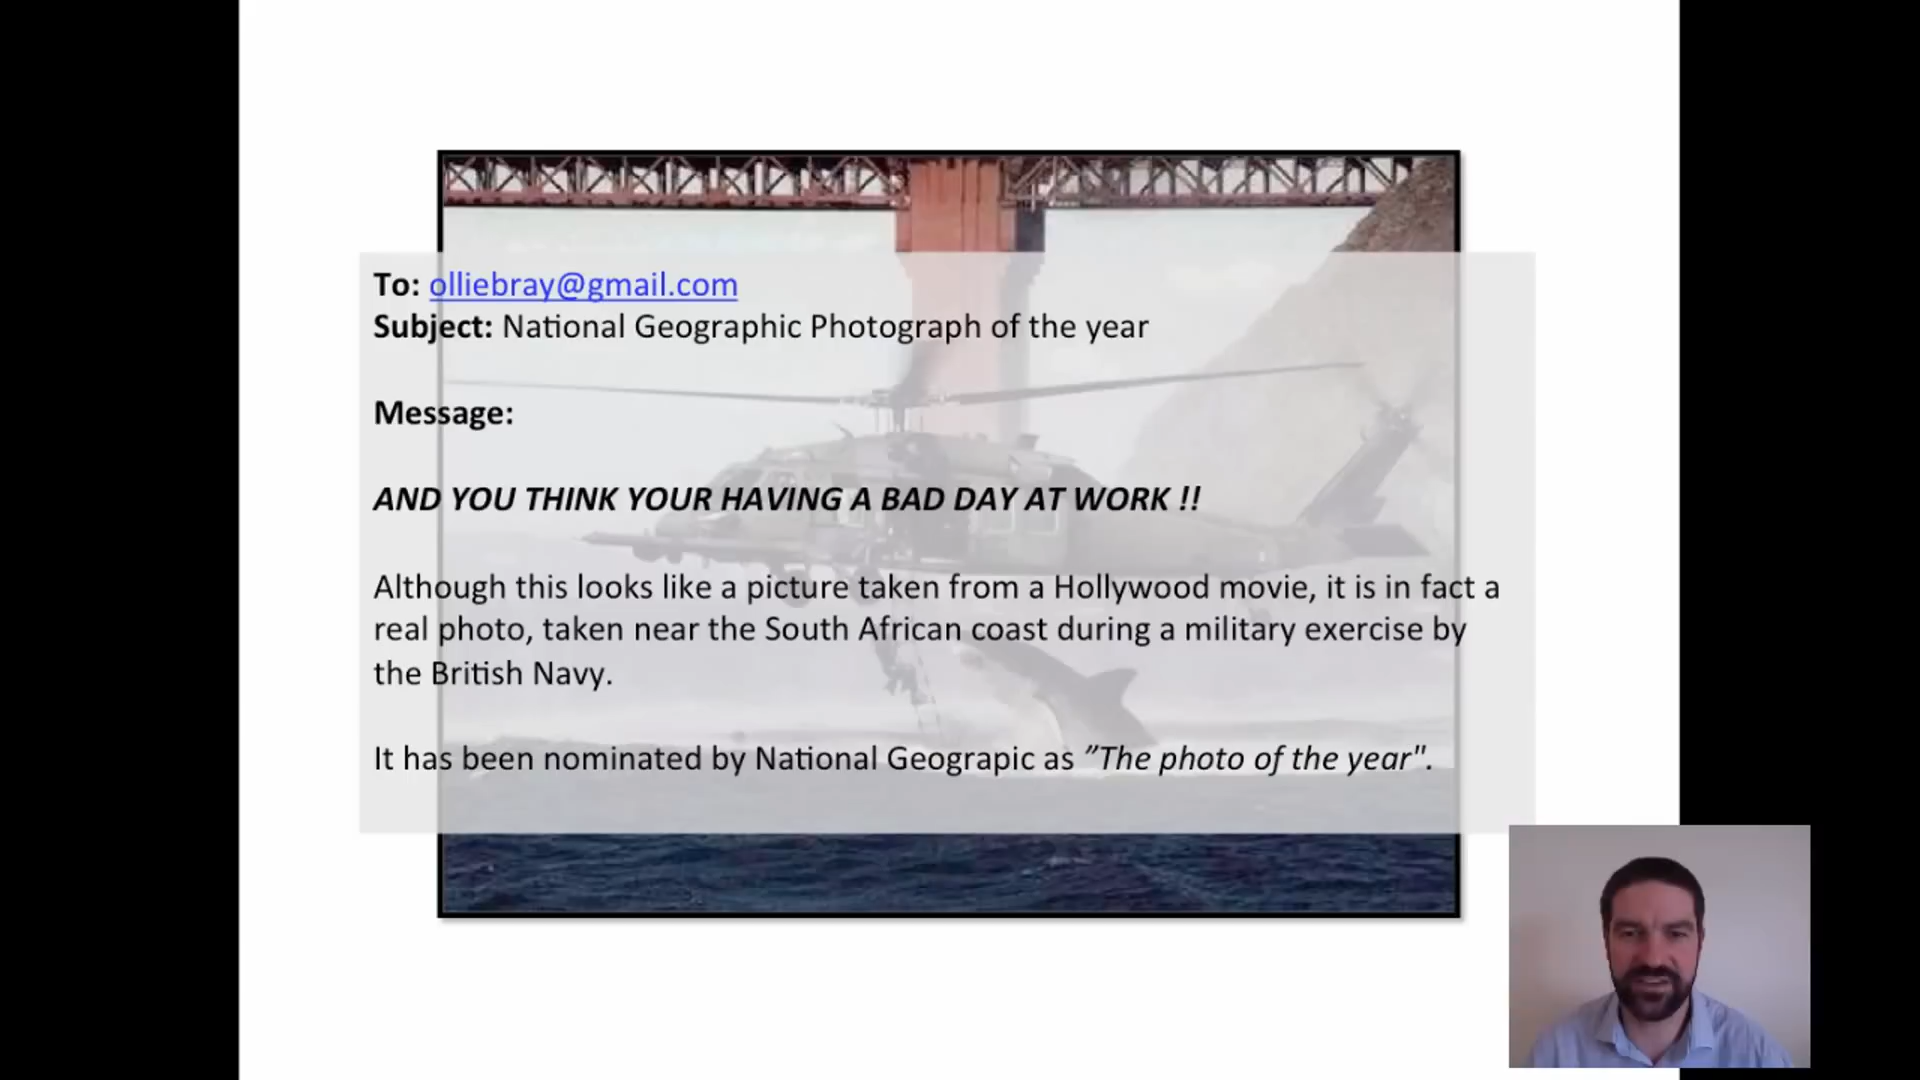 To: olliebray@gmail.com
Subject: National Geographic Photograph of the year
Message:
AND YOU THINK YOUR HAVING A BAD DAY AT WORK !!
Although this looks like a picture taken from a Hollywood movie, it is in fact a
real photo, taken near the South African coast during a military exercise by
the British Navy.
It has been nominated by National Geograpic as "The photo of the year".